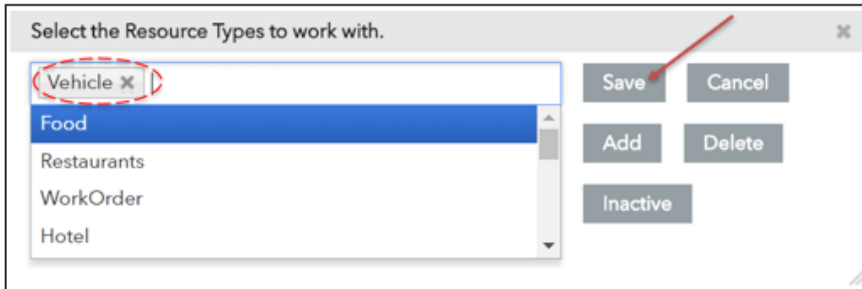 Select the Resource Types to work with.
Vehicle
Save Cancel
Food
Add Delete
Restaurants
WorkOrder
Inactive
Hotel